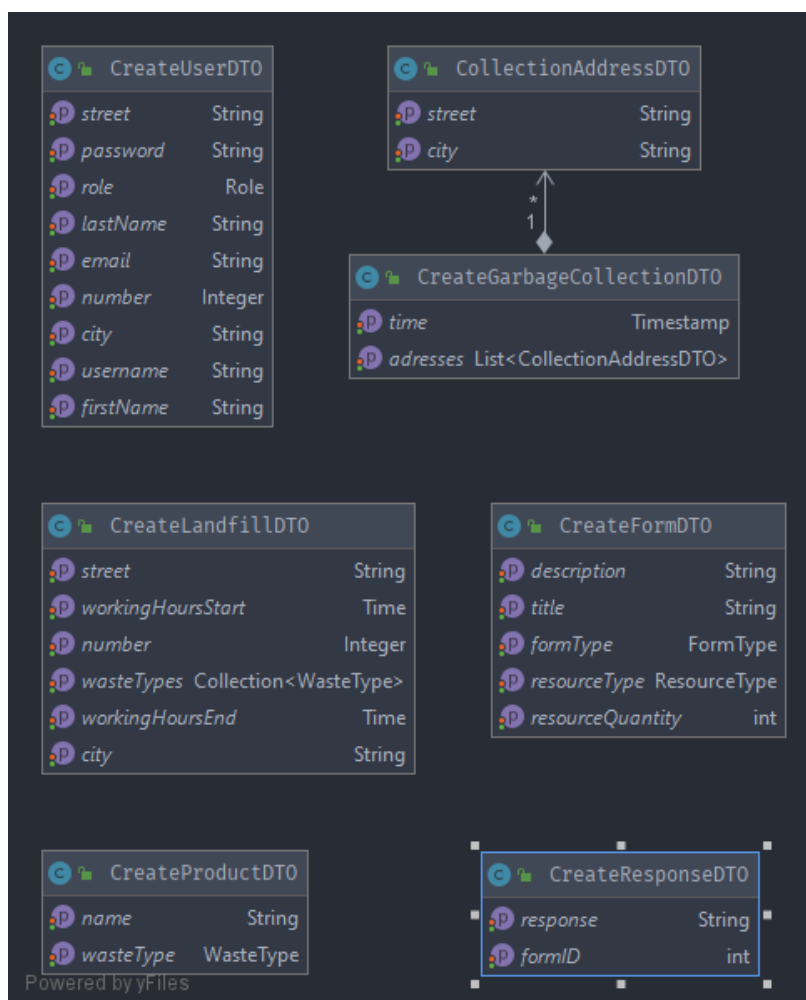 CreateUserDTO
street String
password String
role Role
lastName String
email String
number Integer
city String
username String
firstName String
CollectionAddressDTO
street String
city String
*
1
CreateGarbageCollectionDTO
time Timestamp
adresses List<CollectionAddressDTO>
CreateLandfillDTO
street String
workingHoursStart Time
number Integer
wasteTypes Collection<WasteType>
workingHoursEnd Time
city String
CreateFormDTO
description String
title String
formType FormType
resourceType ResourceType
resourceQuantity int
CreateProductDTO
name String
wasteType WasteType
CreateResponseDTO
response String
formID int
Powered by yFiles